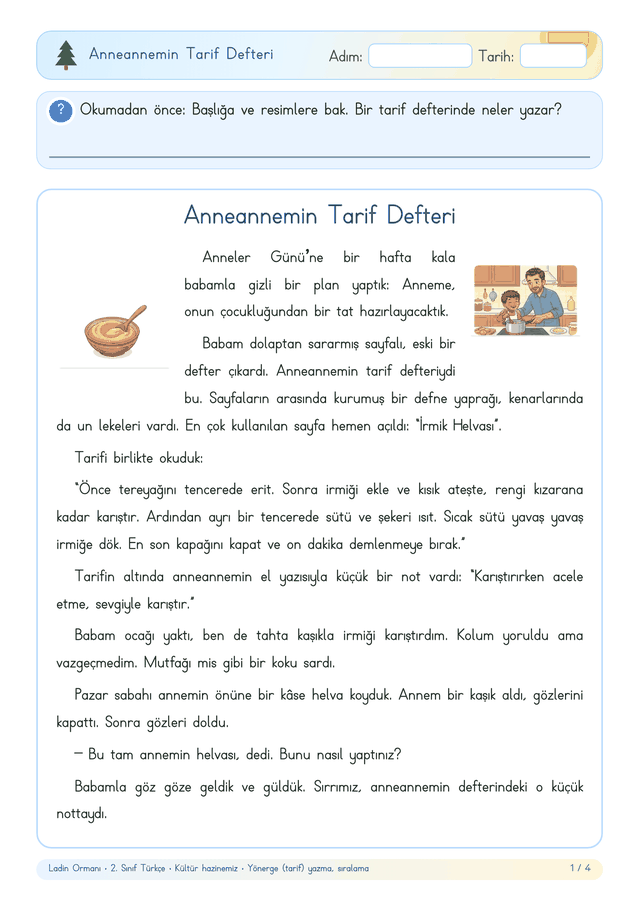 Anneannemin Tarif Defteri
Adım:
Tarih:
? Okumadan önce: Başlığa ve resimlere bak. Bir tarif defterinde neler yazar?
Anneannemin Tarif Defteri
Anneler Günü’ne bir hafta kala
babamla gizli bir plan yaptık: Anneme,
onun çocukluğundan bir tat hazırlayacaktık.
Babam dolaptan sararmış sayfalı, eski bir
defter çıkardı. Anneannemin tarif defteriydi
bu. Sayfaların arasında kurumuş bir defne yaprağı, kenarlarında
da un lekeleri vardı. En çok kullanılan sayfa hemen açıldı: “İrmik Helvası”.
Tarifi birlikte okuduk:
“Önce tereyağını tencerede erit. Sonra irmiği ekle ve kısık ateşte, rengi kızarana
kadar karıştır. Ardından ayrı bir tencerede sütü ve şekeri ısıt. Sıcak sütü yavaş yavaş
irmiğe dök. En son kapağını kapat ve on dakika demlenmeye bırak.”
Tarifin altında anneannemin el yazısıyla küçük bir not vardı: “Karıştırırken acele
etme, sevgiyle karıştır.”
Babam ocağı yaktı, ben de tahta kaşıkla irmiği karıştırdım. Kolum yoruldu ama
vazgeçmedim. Mutfağı mis gibi bir koku sardı.
Pazar sabahı annemin önüne bir kâse helva koyduk. Annem bir kaşık aldı, gözlerini
kapattı. Sonra gözleri doldu.
– Bu tam annemin helvası, dedi. Bunu nasıl yaptınız?
Babamla göz göze geldik ve güldük. Sırrımız, anneannemin defterindeki o küçük
nottaydı.
Ladin Ormanı • 2. Sınıf Türkçe • Kültür hazinemiz • Yönerge (tarif) yazma, sıralama
1 / 4